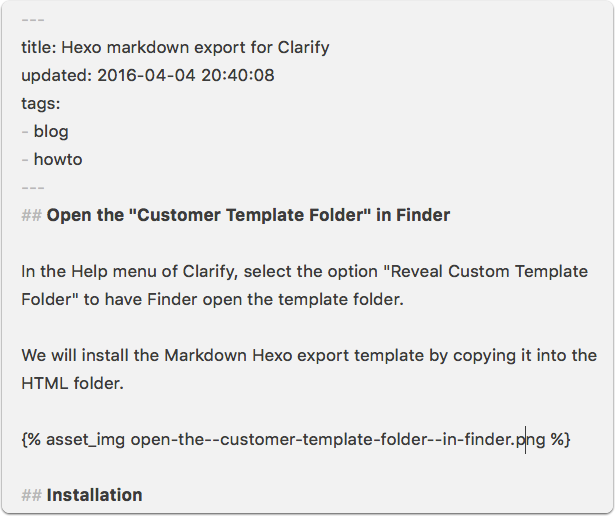 ---
title: Hexo markdown export for Clarify
updated: 2016-04-04 20:40:08
tags:
- blog
- howto
---
## Open the "Customer Template Folder" in Finder
In the Help menu of Clarify, select the option "Reveal Custom Template
Folder" to have Finder open the template folder.
We will install the Markdown Hexo export template by copying it into the
HTML folder.
{% asset_img open-the--customer-template-folder--in-finder.png %}
## Installation